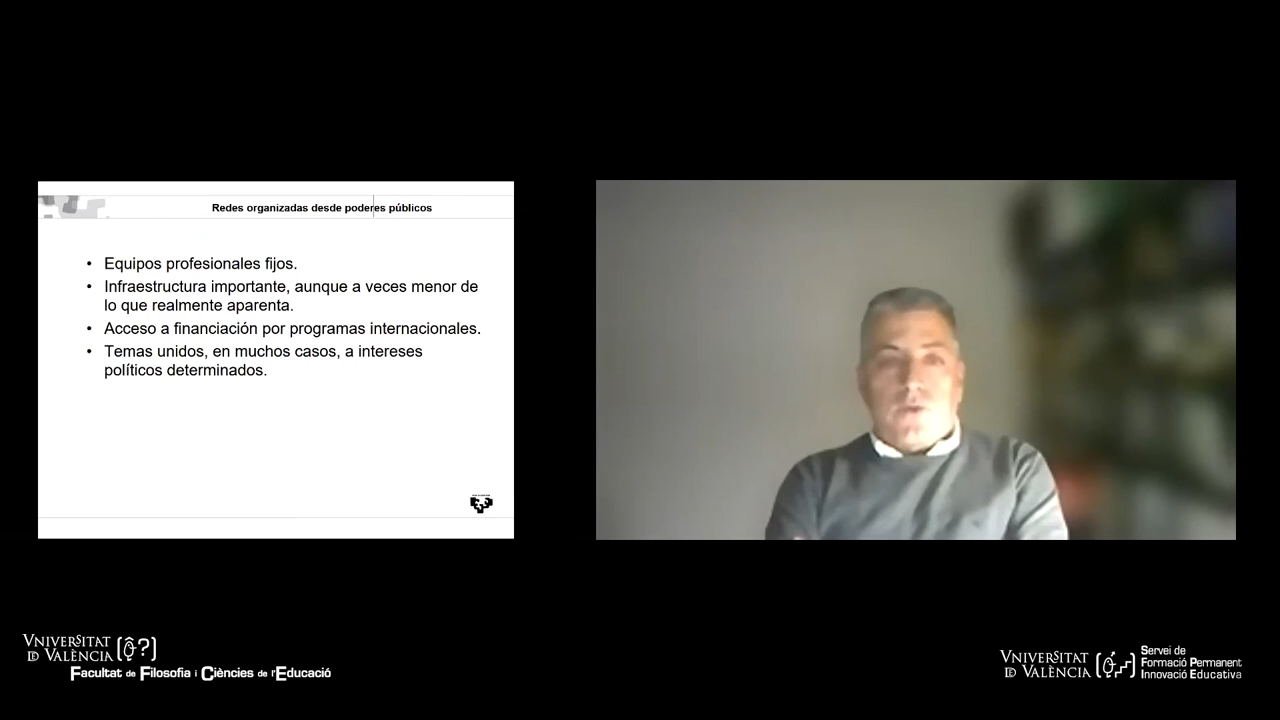 Redes organizadas desde poderes públicos
• Equipos profesionales fijos.
• Infraestructura importante, aunque a veces menor de
lo que realmente aparenta.
• Acceso a financiación por programas internacionales.
• Temas unidos, en muchos casos, a intereses
políticos determinados.
VNIVERSITAT
ID VALÈNCIA
Facultat de Filosofia i Ciències de l'Educació
VNIVERSITAT
ID VALÈNCIA
Servei de
Formació Permanent
Innovació Educativa